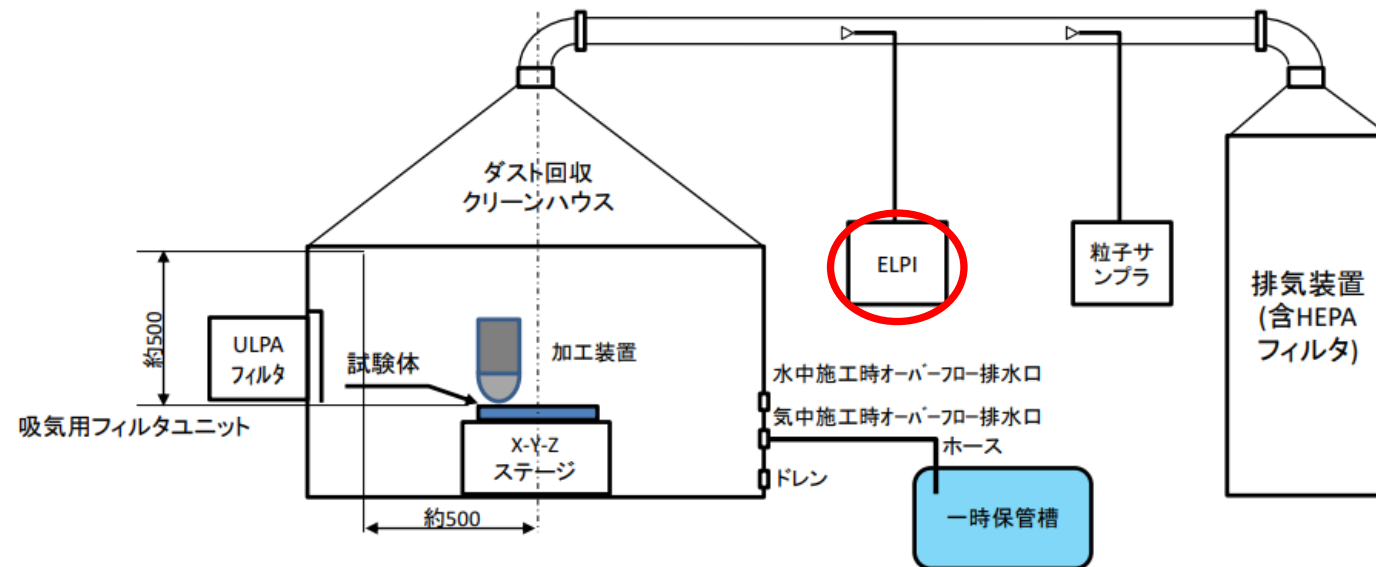 ダスト回収
クリーンハウス
ELPI
粒子サ
ンプラ
排気装置
(含HEPA
フィルタ)
約500
ULPA
フィルタ
試験体
加工装置
水中施工時ｵｰﾊﾞｰﾌﾛｰ排水口
吸気用フィルタユニット
気中施工時ｵｰﾊﾞｰﾌﾛｰ排水口
X-Y-Z
ステージ
ホース
ドレン
約500
一時保管槽